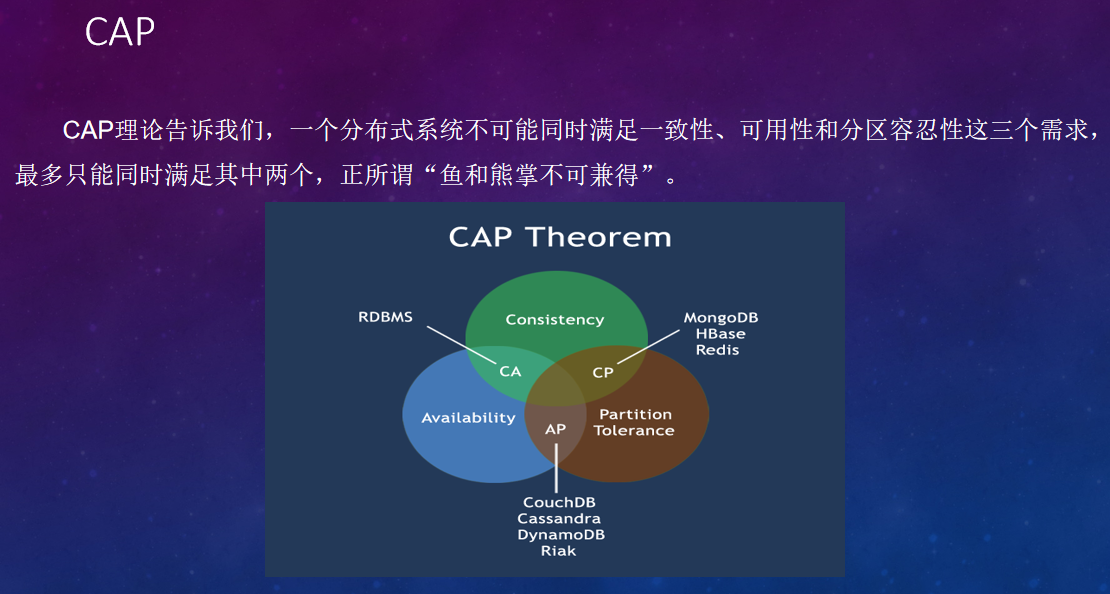 CAP
CAP理论告诉我们，一个分布式系统不可能同时满足一致性、可用性和分区容忍性这三个需求，
最多只能同时满足其中两个，正所谓“鱼和熊掌不可兼得”。
CAP Theorem
RDBMS
Consistency
MongoDB
HBase
Redis
CA
CP
Availability
AP
Partition
Tolerance
CouchDB
Cassandra
DynamoDB
Riak